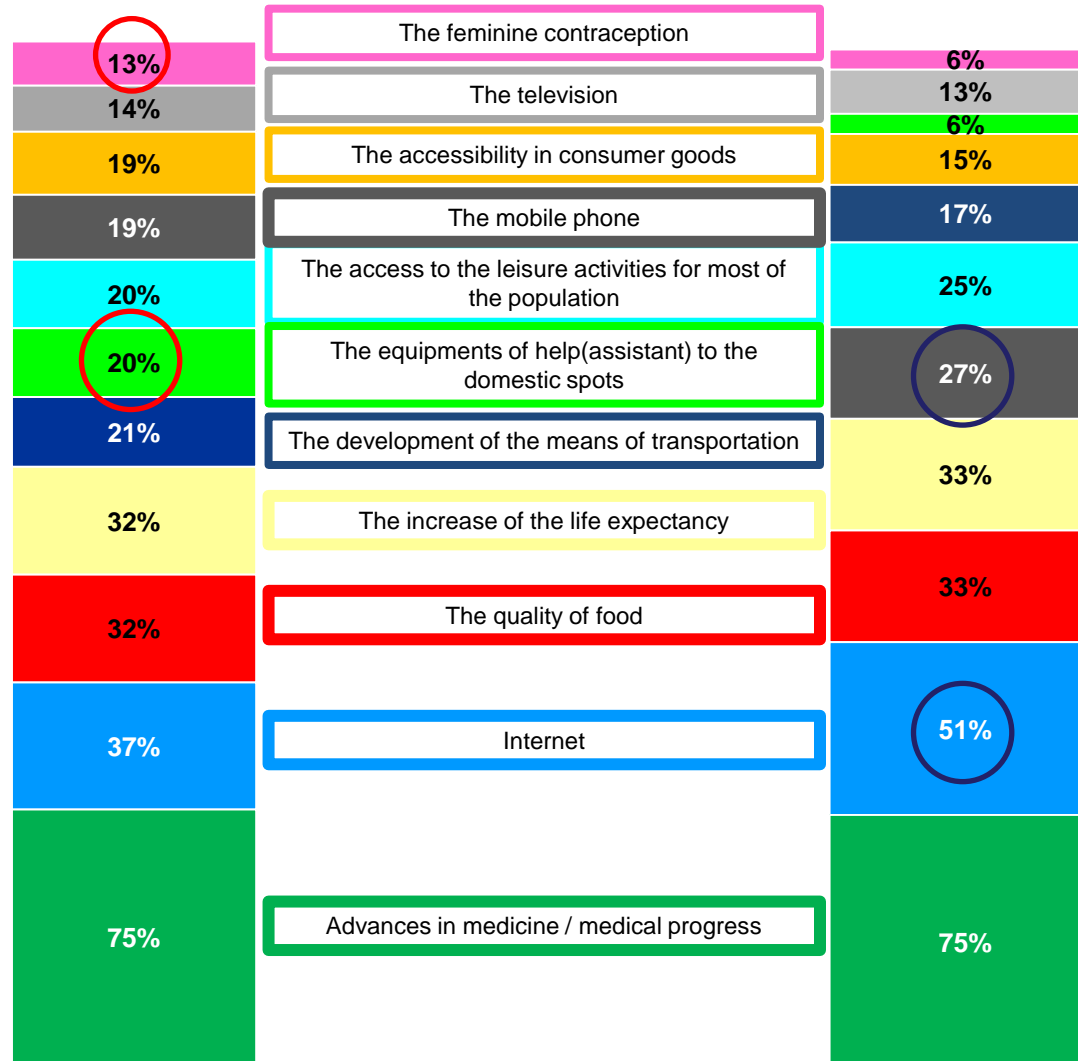 The feminine contraception
13%
6%
The television
14%
13%
6%
The accessibility in consumer goods
19%
15%
The mobile phone
19%
17%
The access to the leisure activities for most of
the population
20%
25%
The equipments of help(assistant) to the
domestic spots
20%
27%
The development of the means of transportation
21%
33%
The increase of the life expectancy
32%
33%
The quality of food
32%
Internet
37%
51%
Advances in medicine / medical progress
75%
75%